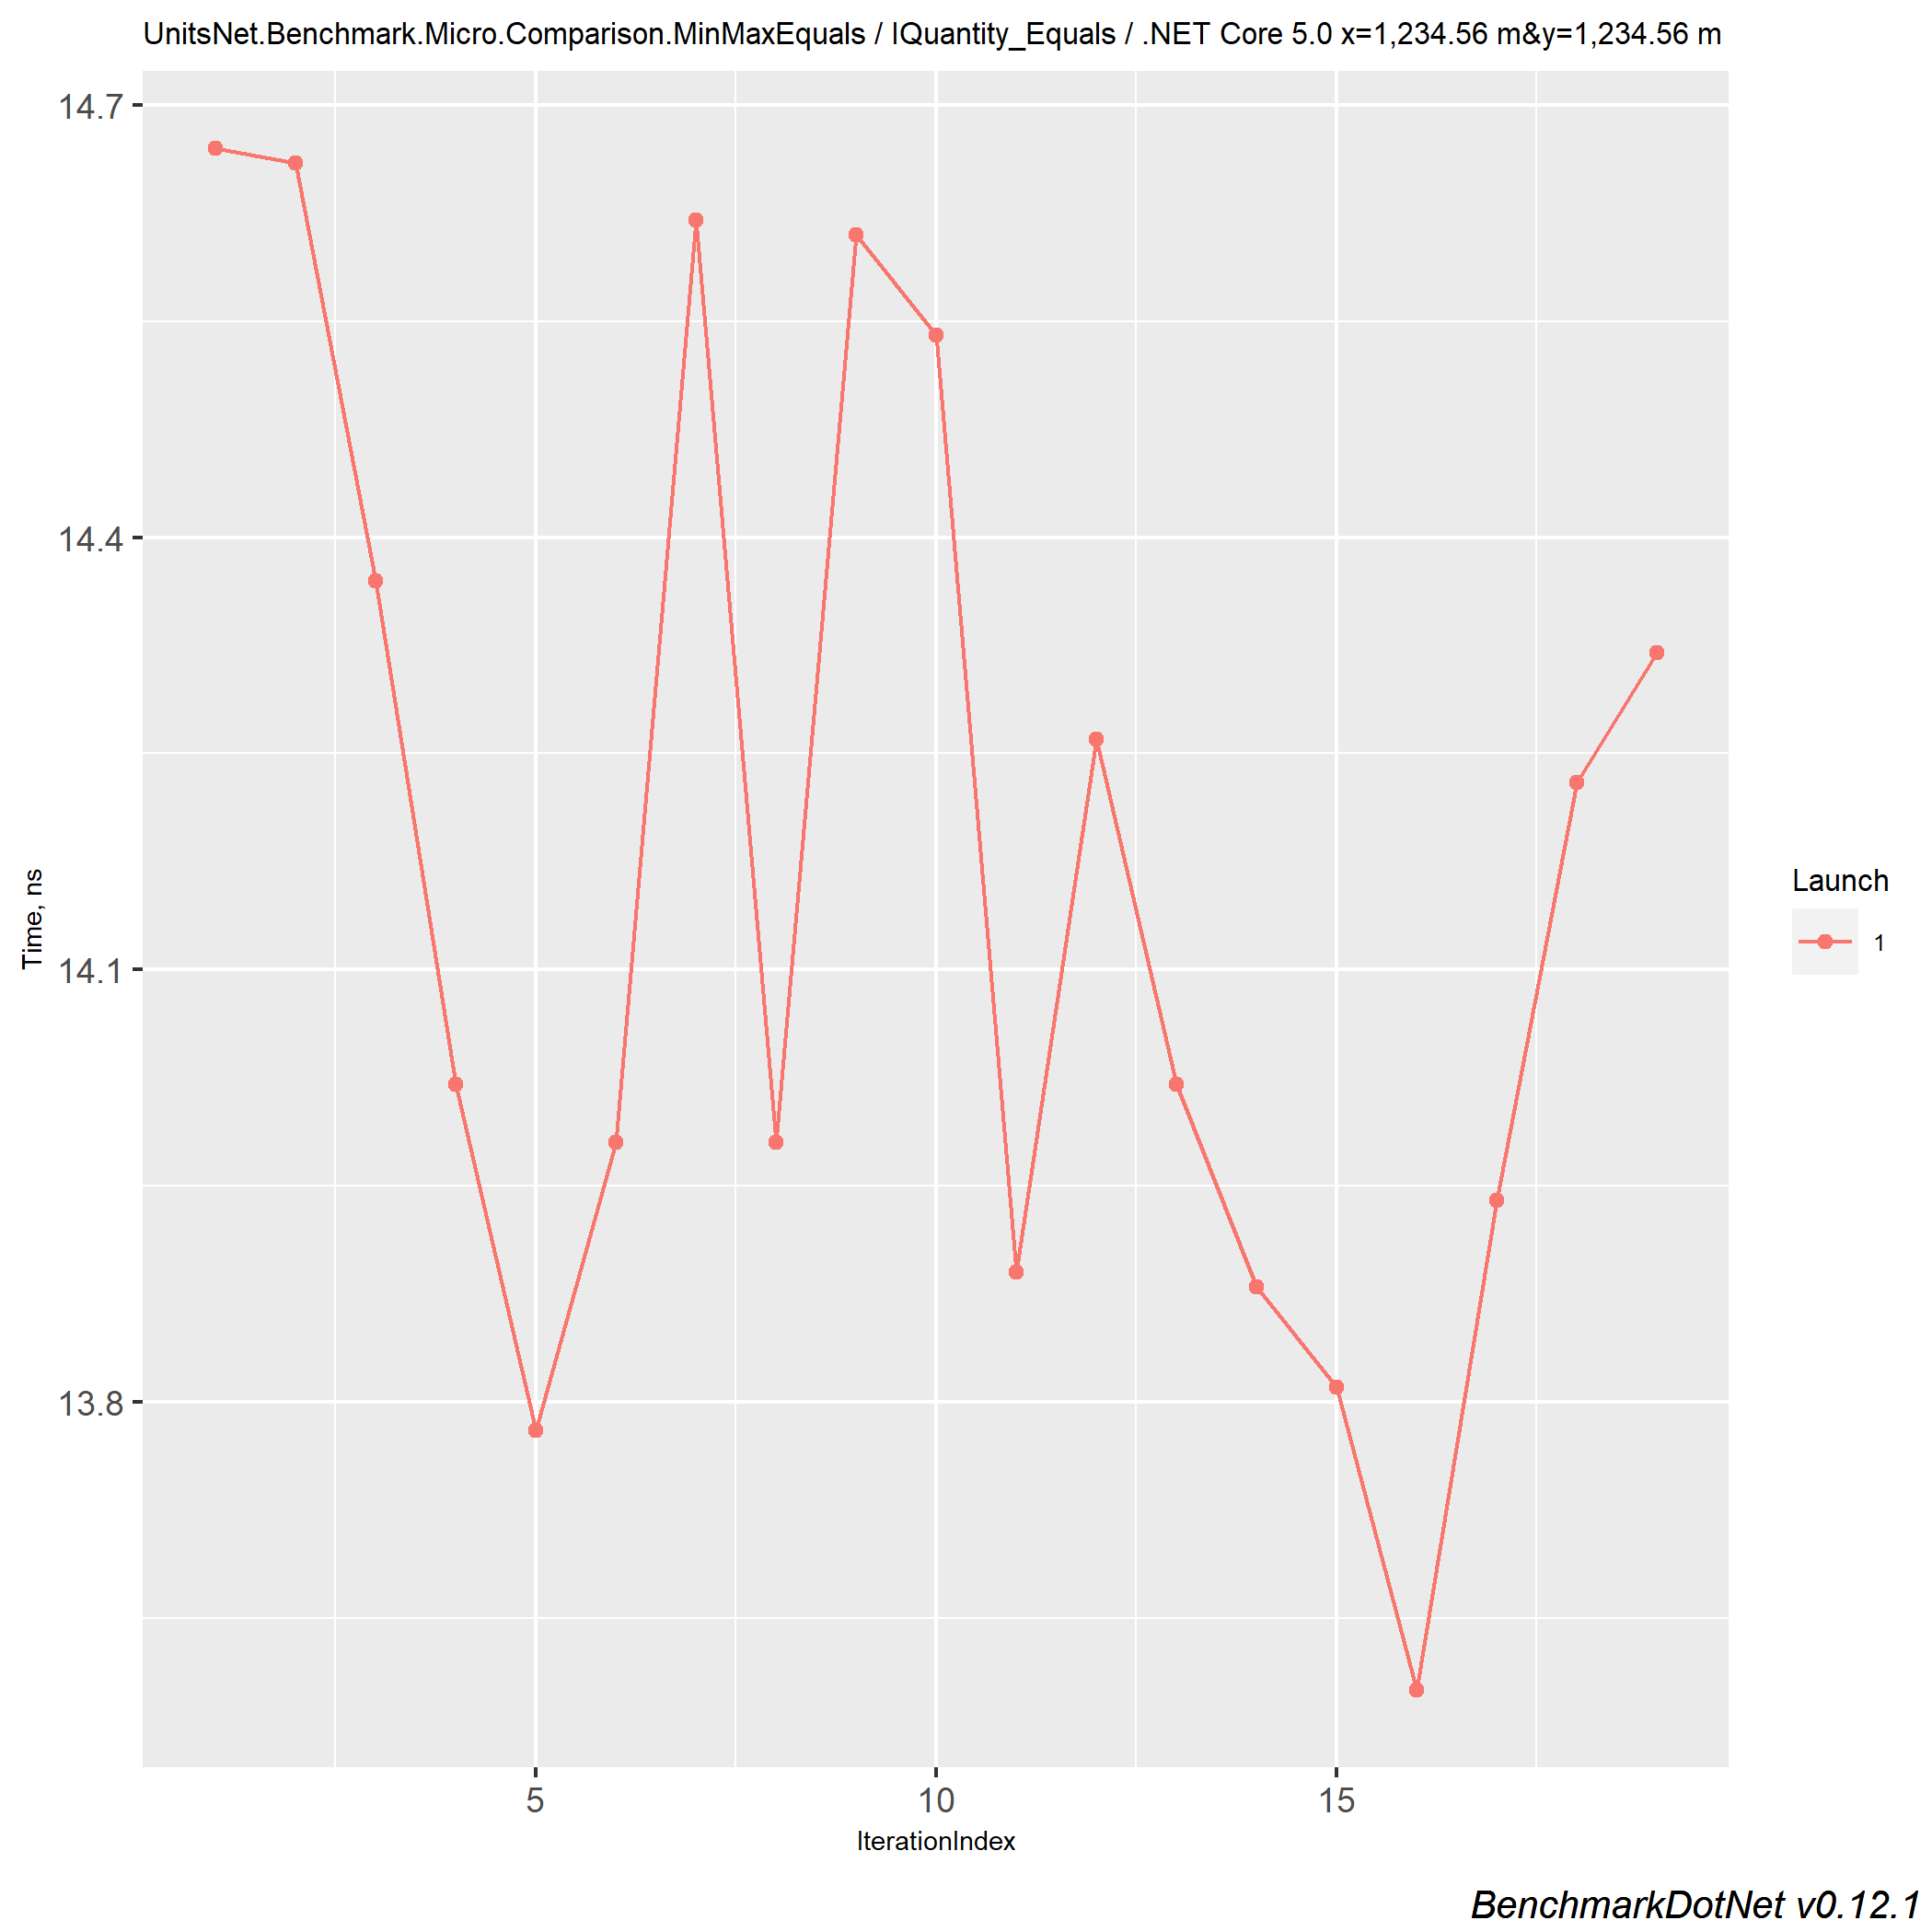 UnitsNet.Benchmark.Micro.Comparison.MinMaxEquals / IQuantity_Equals / .NET Core 5.0 x=1,234.56 m&y=1,234.56 m
14.7
14.4
14.1
13.8
Time, ns
Launch
1
5
10
15
IterationIndex
BenchmarkDotNet v0.12.1